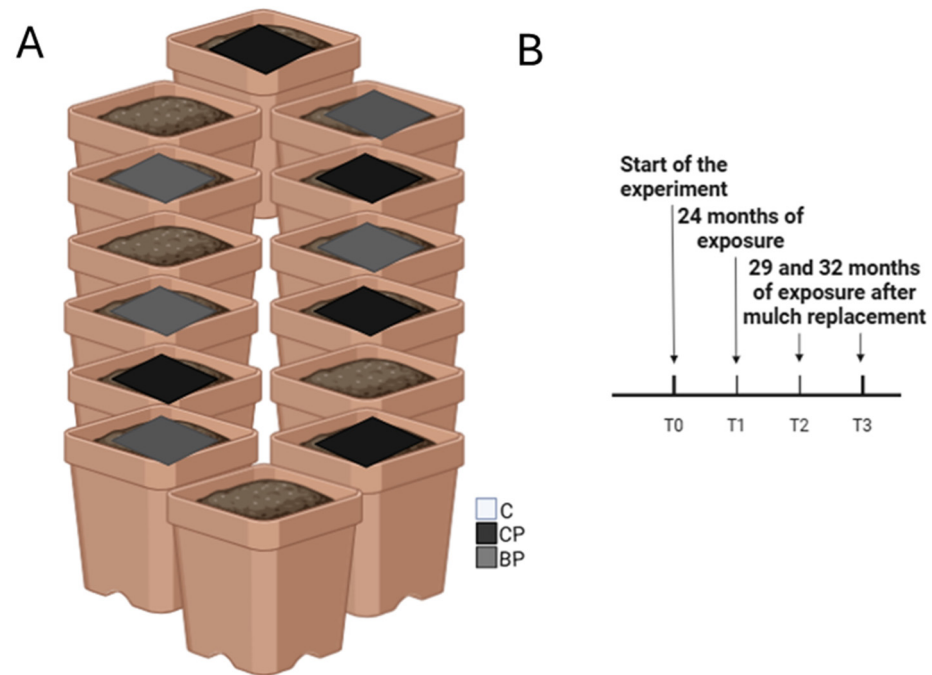 A
B
Start of the
experiment
24 months of
exposure
29 and 32 months
of exposure after
mulch replacement
T0
T1
T2
T3
C
CP
BP